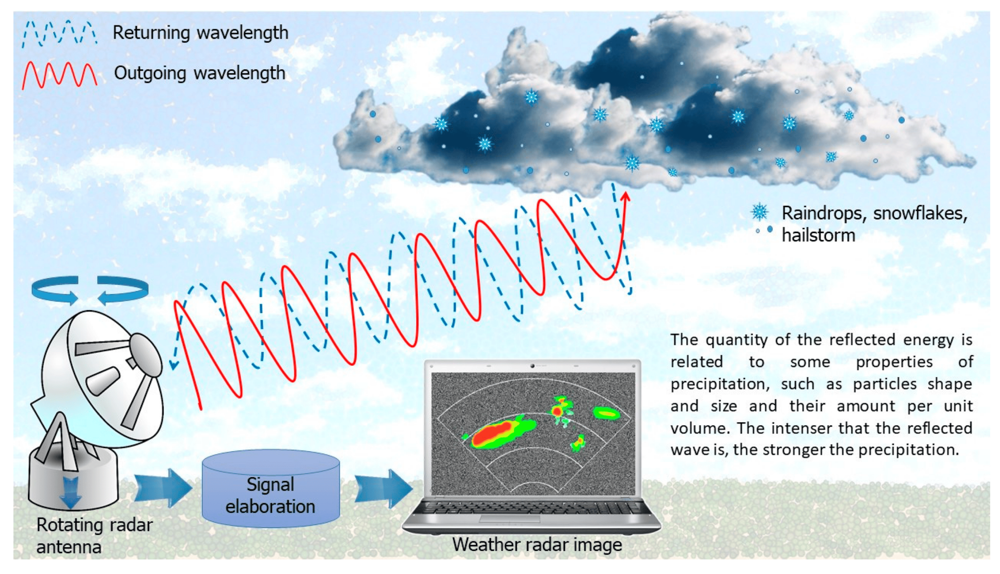 Returning wavelength
Outgoing wavelength
Raindrops, snowflakes,
hailstorm
The quantity of the reflected energy is
related to some properties of
precipitation, such as particles shape
and size and their amount per unit
volume. The intenser that the reflected
wave is, the stronger the precipitation.
Signal
elaboration
Rotating radar
antenna
Weather radar image